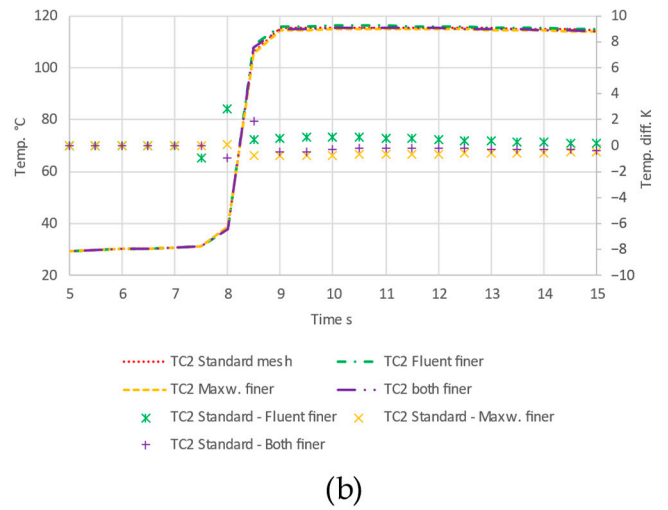 120
100
80
60
40
20
Temp. °C
10
8
6
4
2
0
−2
−4
−6
−8
−10
Temp. diff. K
5 6 7 8 9 10 11 12 13 14 15
Time s
TC2 Standard mesh TC2 Fluent finer
TC2 Maxw. finer TC2 both finer
TC2 Standard - Fluent finer TC2 Standard - Maxw. finer
TC2 Standard - Both finer
(b)